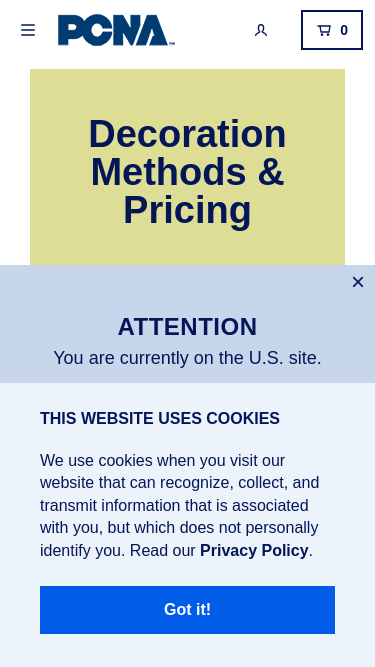 PCNA™
0
Decoration
Methods &
Pricing
ATTENTION
You are currently on the U.S. site.
THIS WEBSITE USES COOKIES
We use cookies when you visit our
website that can recognize, collect, and
transmit information that is associated
with you, but which does not personally
identify you. Read our Privacy Policy.
Got it!